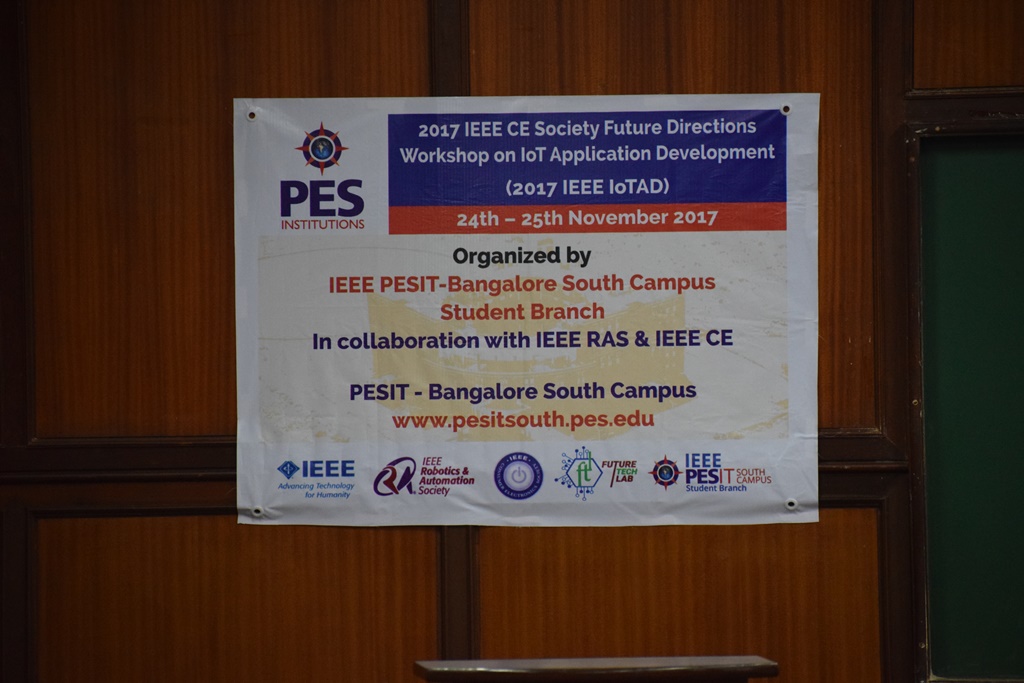 2017 IEEE CE Society Future Directions
Workshop on IoT Application Development
(2017 IEEE IoTAD)
24th – 25th November 2017
PES
INSTITUTIONS
Organized by
IEEE PESIT-Bangalore South Campus
Student Branch
In collaboration with IEEE RAS & IEEE CE
PESIT - Bangalore South Campus
www.pesitsouth.pes.edu
IEEE
Advancing Technology
for Humanity
RA
IEEE
Robotics &
Automation
Society
IEEE
ft
FUTURE
TECH
LAB
IEEE
PESIT SOUTH CAMPUS
Student Branch